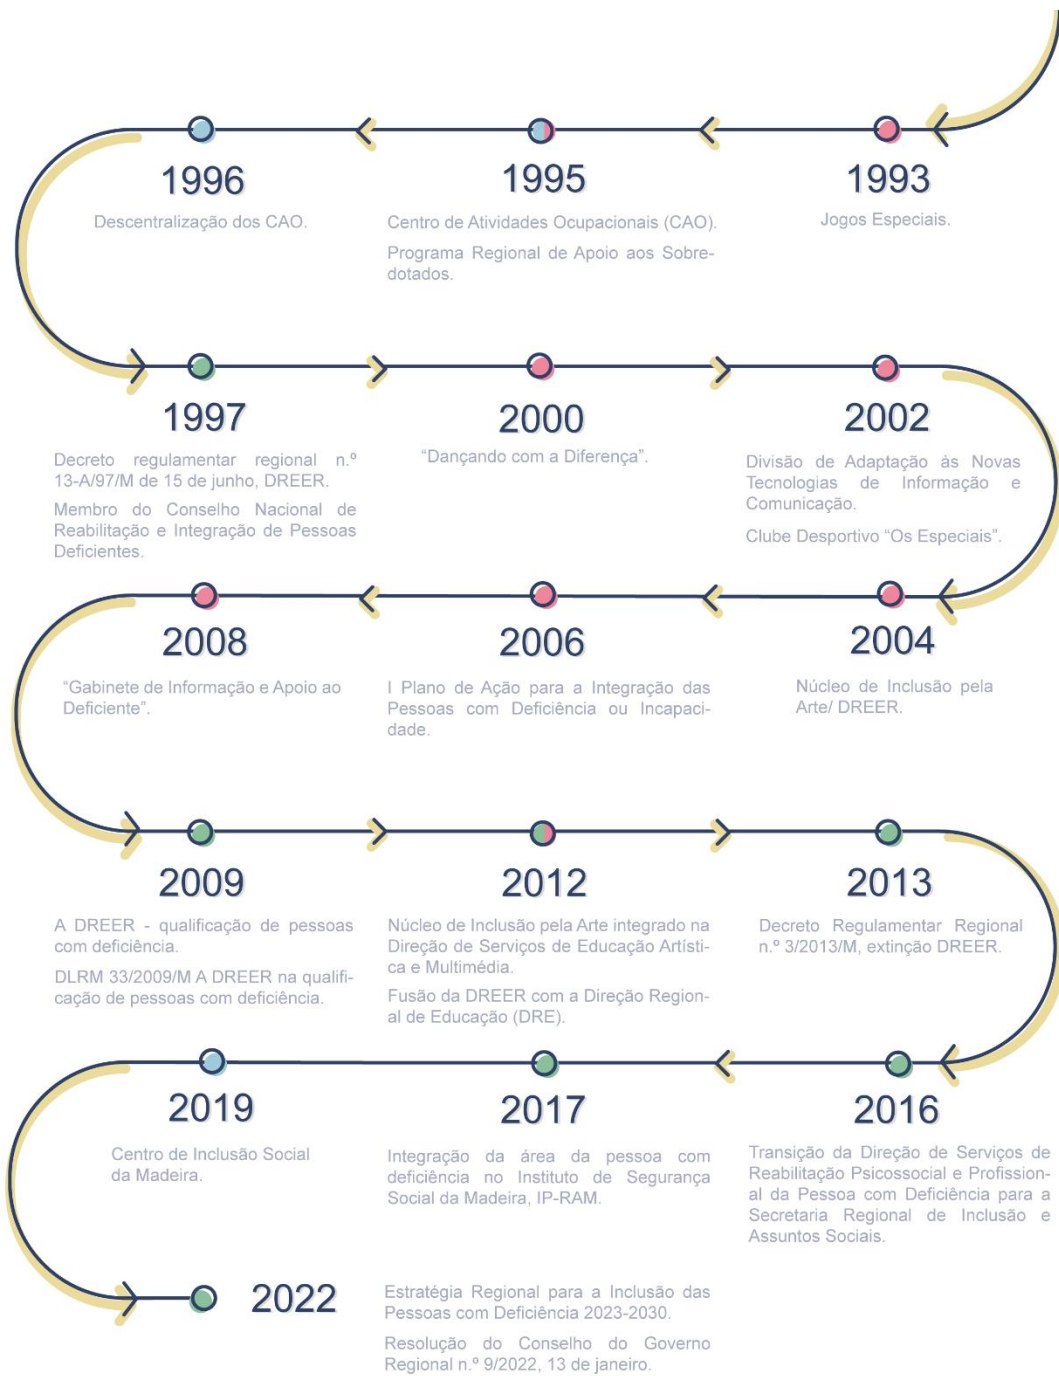 1993
Jogos Especiais.
1995
Centro de Atividades Ocupacionais (CAO).
Programa Regional de Apoio aos Sobre-
dotados.
1996
Descentralização dos CAO.
1997
Decreto regulamentar regional n.º
13-A/97/M de 15 de junho, DREER.
Membro do Conselho Nacional de
Reabilitação e Integração de Pessoas
Deficientes.
2000
“Dançando com a Diferença”.
2002
Divisão de Adaptação às Novas
Tecnologias de Informação e
Comunicação.
Clube Desportivo “Os Especiais”.
2004
Núcleo de Inclusão pela
Arte/ DREER.
2006
I Plano de Ação para a Integração das
Pessoas com Deficiência ou Incapaci-
dade.
2008
“Gabinete de Informação e Apoio ao
Deficiente”.
2009
A DREER - qualificação de pessoas
com deficiência.
DLRM 33/2009/M A DREER na qualifi-
cação de pessoas com deficiência.
2012
Núcleo de Inclusão pela Arte integrado na
Direção de Serviços de Educação Artísti-
ca e Multimédia.
Fusão da DREER com a Direção Region-
al de Educação (DRE).
2013
Decreto Regulamentar Regional
n.º 3/2013/M, extinção DREER.
2016
Transição da Direção de Serviços de
Reabilitação Psicossocial e Profission-
al da Pessoa com Deficiência para a
Secretaria Regional de Inclusão e
Assuntos Sociais.
2017
Integração da área da pessoa com
deficiência no Instituto de Segurança
Social da Madeira, IP-RAM.
2019
Centro de Inclusão Social
da Madeira.
2022
Estratégia Regional para a Inclusão das
Pessoas com Deficiência 2023-2030.
Resolução do Conselho do Governo
Regional n.º 9/2022, 13 de janeiro.